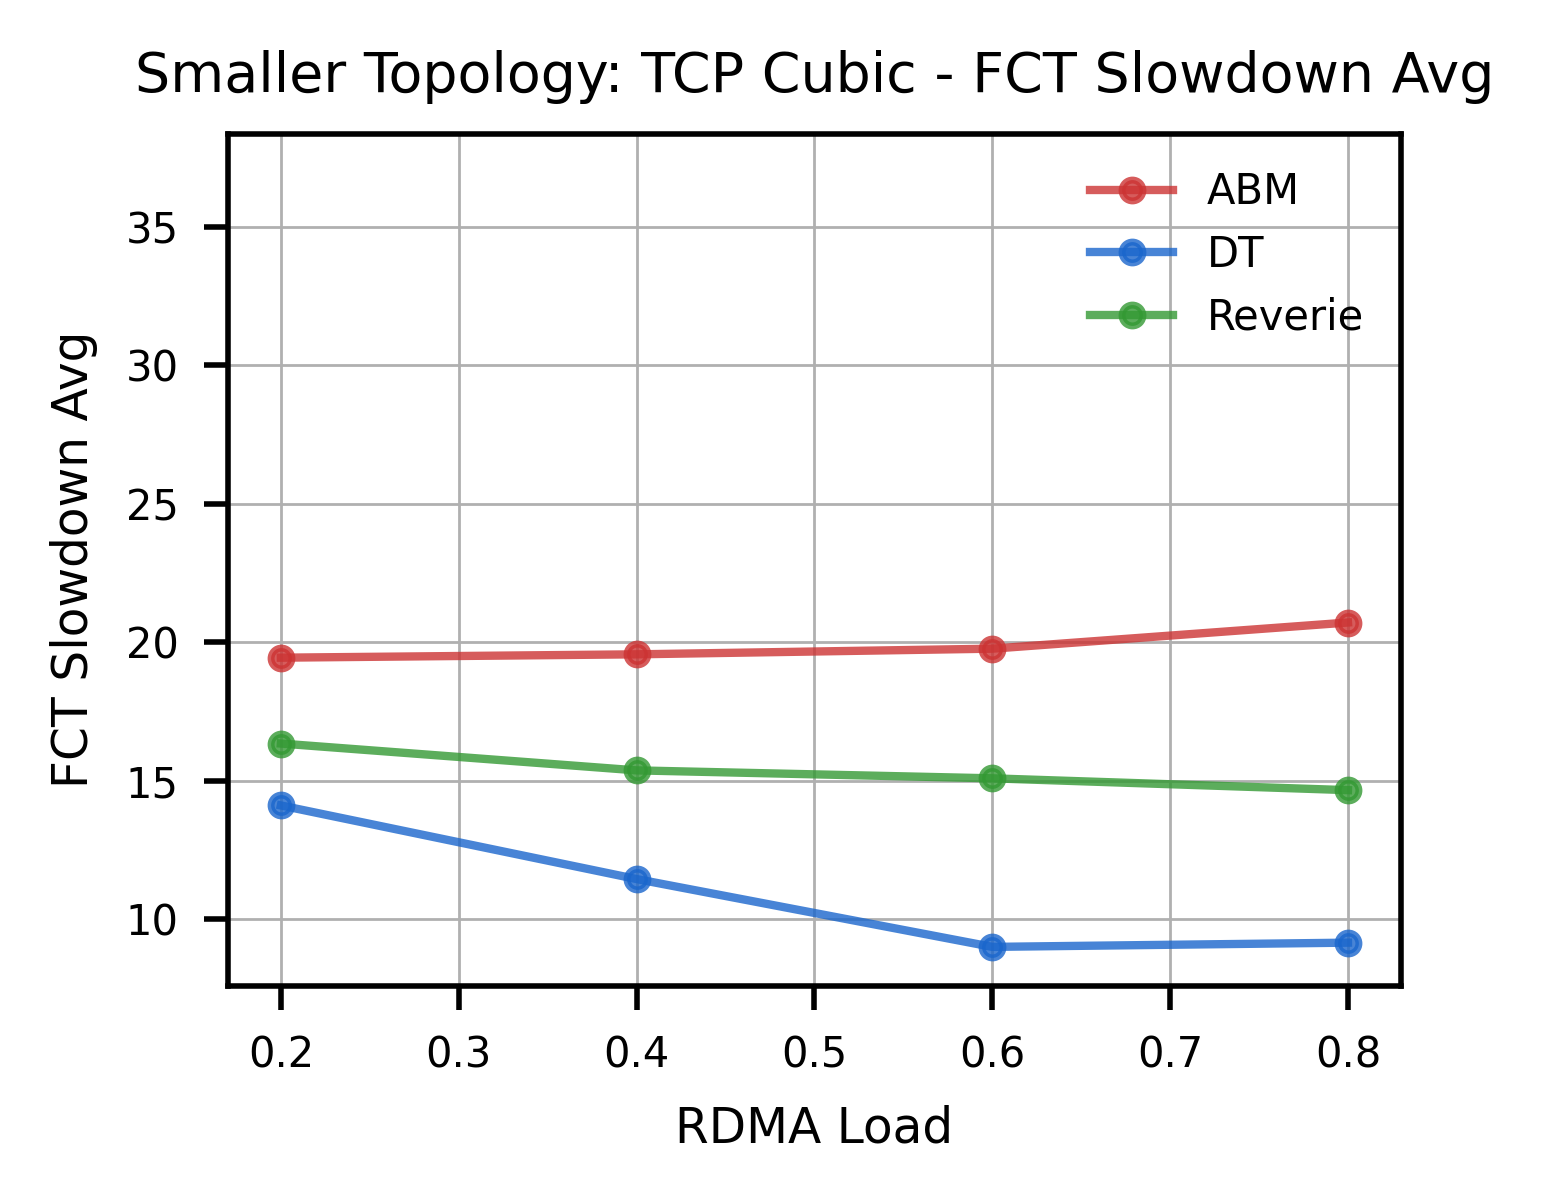 Smaller Topology: TCP Cubic - FCT Slowdown Avg
ABM
DT
Reverie
FCT Slowdown Avg
35
30
25
20
15
10
0.2 0.3 0.4 0.5 0.6 0.7 0.8
RDMA Load